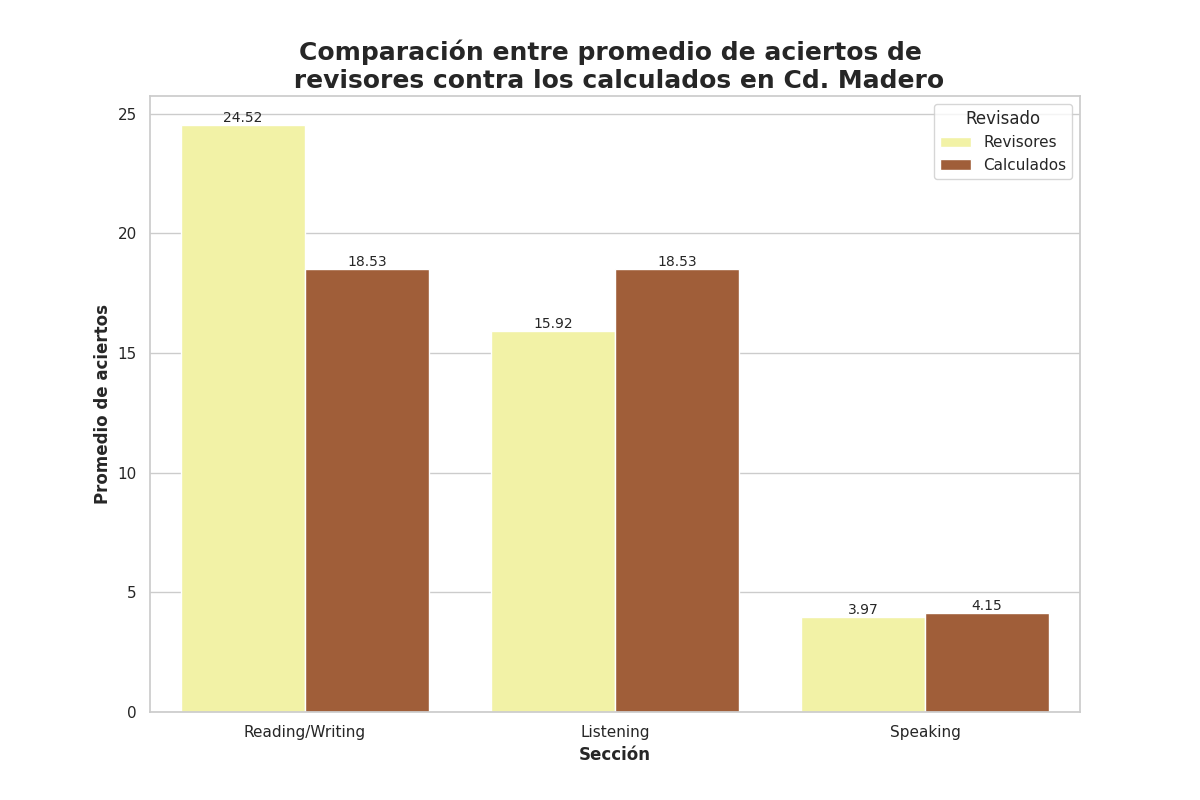 Comparación entre promedio de aciertos de
revisores contra los calculados en Cd. Madero
Revisado
Revisores
Calculados
Promedio de aciertos
25
20
15
10
5
0
24.52
18.53
15.92
18.53
3.97
4.15
Reading/Writing
Listening
Speaking
Sección